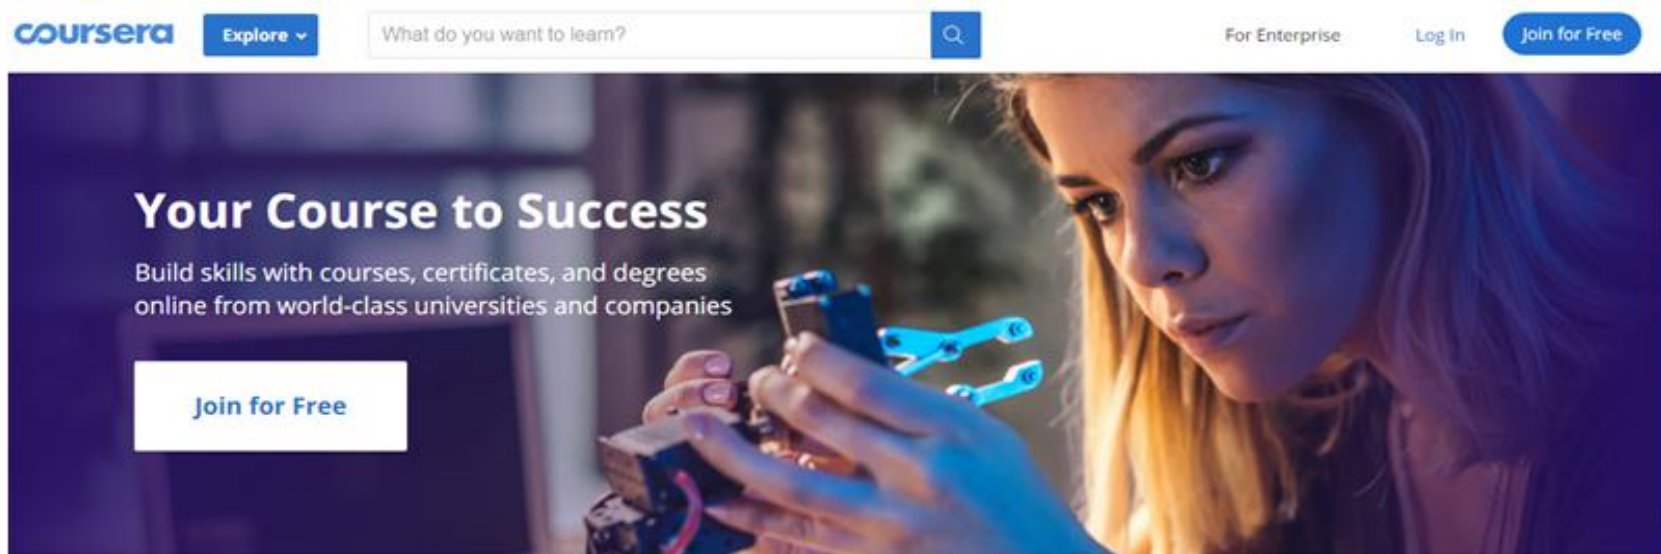 coursera
Explore
What do you want to learn?
For Enterprise
Log In
Join for Free
Your Course to Success
Build skills with courses, certificates, and degrees
online from world-class universities and companies
Join for Free